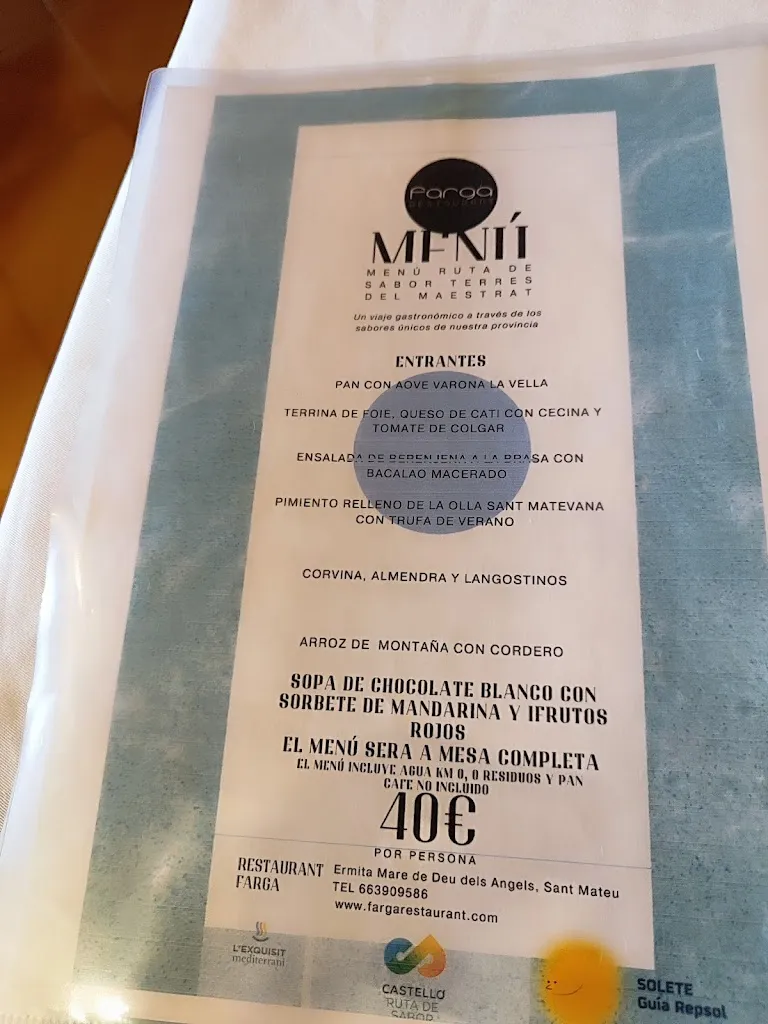 farga
RESTAURANT
MENÚ
MENÚ RUTA DE
SABOR TERRES
DEL MAESTRAT
Un viaje gastronómico a través de los
sabores únicos de nuestra provincia
ENTRANTES
PAN CON AOVE VARONA LA VELLA
TERRINA DE FOIE, QUESO DE CATI CON CECINA Y
TOMATE DE COLGAR
ENSALADA DE BERENJENA A LA BRASA CON
BACALAO MACERADO
PIMIENTO RELLENO DE LA OLLA SANT MATEVANA
CON TRUFA DE VERANO
CORVINA, ALMENDRA Y LANGOSTINOS
ARROZ DE MONTAÑA CON CORDERO
SOPA DE CHOCOLATE BLANCO CON
SORBETE DE MANDARINA Y IFRUTOS
ROJOS
EL MENÚ SERA A MESA COMPLETA
EL MENÚ INCLUYE AGUA KM 0, 0 RESIDUOS Y PAN
CAFE NO INCLUIDO
40€
POR PERSONA
RESTAURANT
FARGA
Ermita Mare de Deu dels Angels, Sant Mateu
TEL 663909586
www.fargarestaurant.com
L'EXQUISIT
mediterrani
CASTELLÓ
RUTA DE
SABOR
SOLETE
Guía Repsol